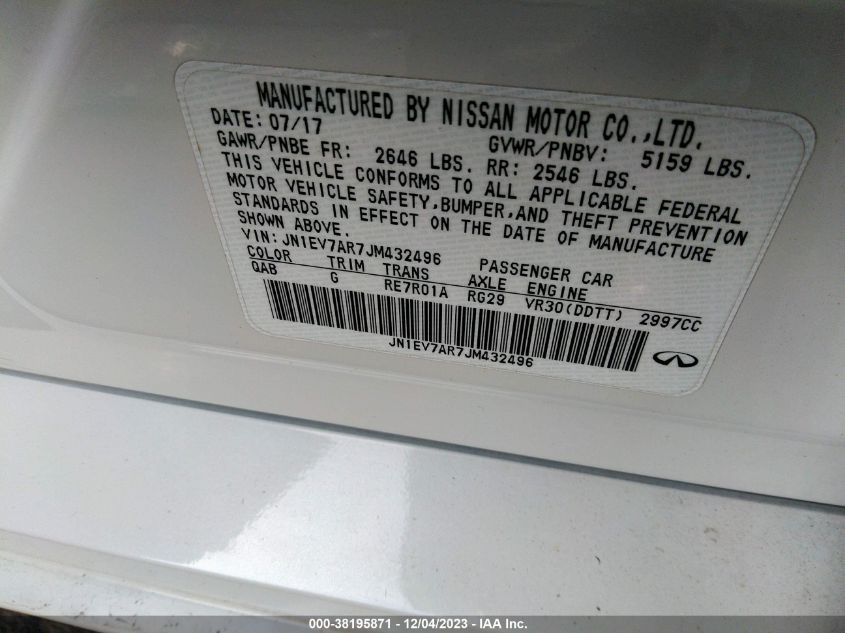 MANUFACTURED BY NISSAN MOTOR CO.,LTD.
DATE: 07/17 GVWR/PNBV: 5159 LBS.
GAWR/PNBE FR: 2646 LBS. RR: 2546 LBS.
THIS VEHICLE CONFORMS TO ALL APPLICABLE FEDERAL
MOTOR VEHICLE SAFETY,BUMPER,AND THEFT PREVENTION
STANDARDS IN EFFECT ON THE DATE OF MANUFACTURE
SHOWN ABOVE.
VIN:JN1EV7AR7JM432496 PASSENGER CAR
COLOR TRIM TRANS AXLE ENGINE
QAB G RE7R01A RG29 VR30(DDTT) 2997CC
JN1EV7AR7JM432496
000-38195871 - 12/04/2023 - IAA Inc.